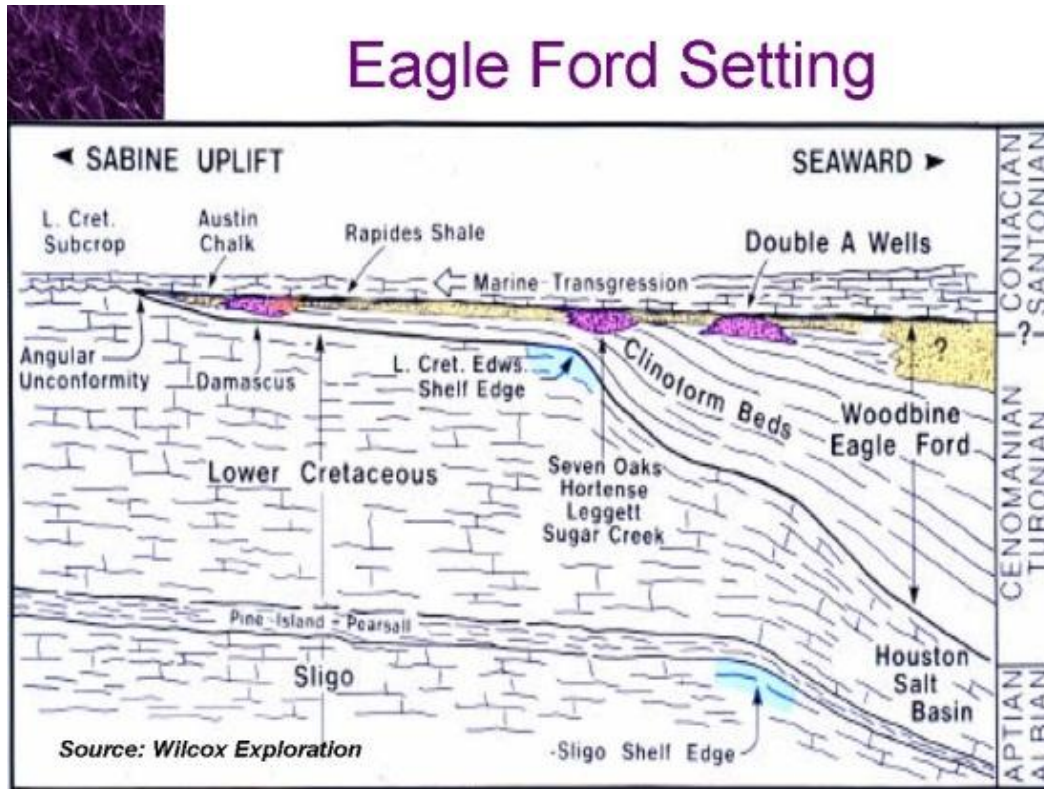 Eagle Ford Setting
SABINE UPLIFT
SEAWARD
L. Cret.
Subcrop
Austin
Chalk
Rapides Shale
Double A Wells
Marine Transgression
Angular
Unconformity
Damascus
L. Cret. Edws.
Shelf Edge
Clinoform Beds
?
Woodbine
Eagle Ford
Lower Cretaceous
Seven Oaks
Hortense
Leggett
Sugar Creek
Pine Island - Pearsall
Sligo
Houston
Salt
Basin
Source: Wilcox Exploration
-Sligo Shelf Edge
CONIACIAN
SANTONIAN
-?-
CENOMANIAN
TURONIAN
APTIAN
ALBIAN